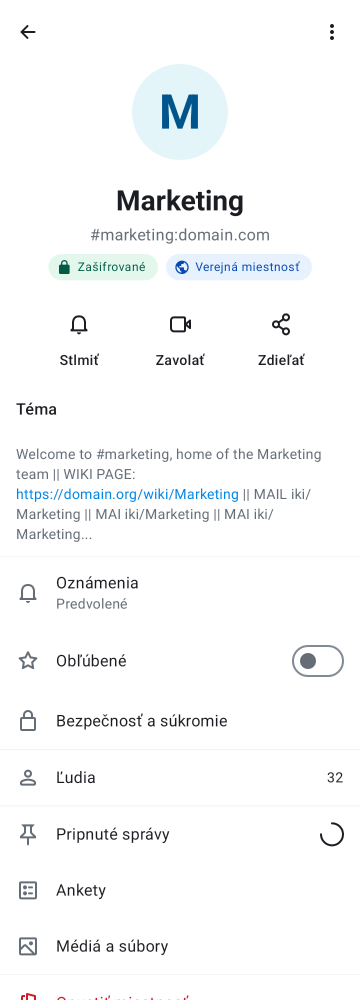 M
Marketing
#marketing:domain.com
Zašifrované
Verejná miestnosť
Stlmiť
Zavolať
Zdieľať
Téma
Welcome to #marketing, home of the Marketing
team || WIKI PAGE:
https://domain.org/wiki/Marketing || MAIL iki/
Marketing || MAI iki/Marketing || MAI iki/
Marketing...
Oznámenia
Predvolené
Obľúbené
Bezpečnosť a súkromie
Ľudia 32
Pripnuté správy
Ankety
Médiá a súbory